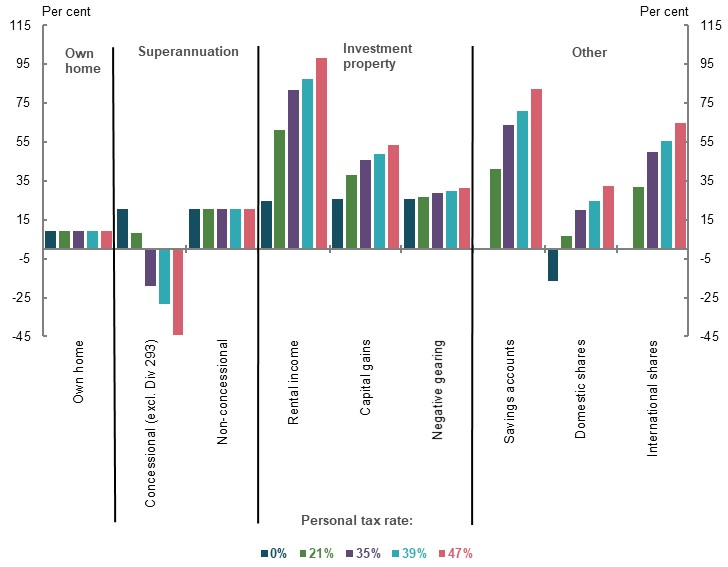 Per cent Per cent
115 115
95 95
75 75
55 55
35 35
15 15
-5 -5
-25 -25
-45 -45
Own
home
Superannuation
Investment
property
Other
Own home
Concessional (excl. Div 293)
Non-concessional
Rental income
Capital gains
Negative gearing
Savings accounts
Domestic shares
International shares
Personal tax rate:
0% 21% 35% 39% 47%